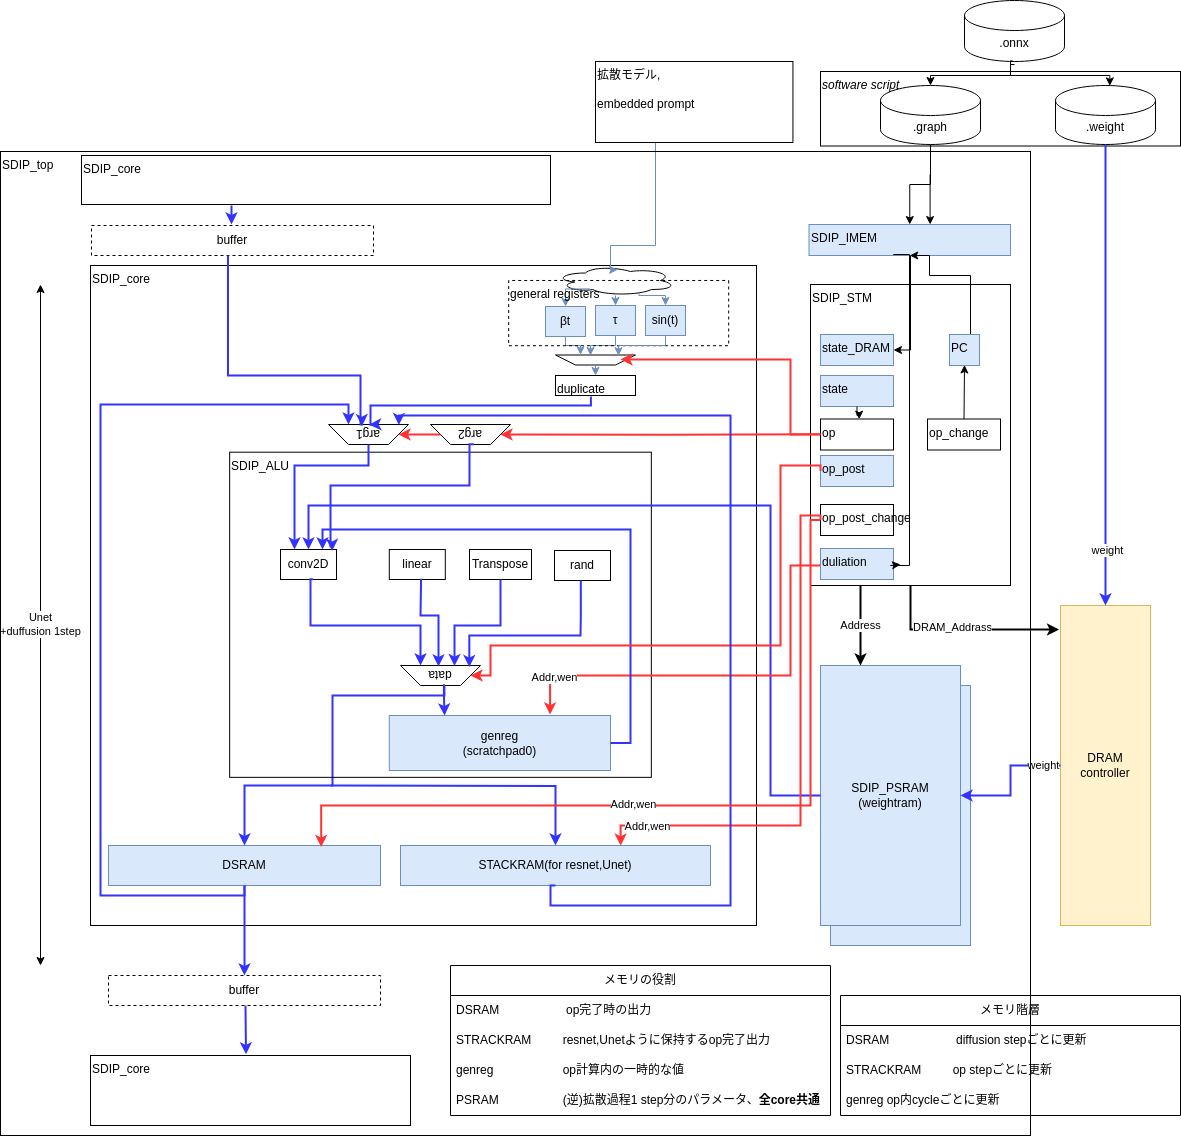 .onnx
software script
.graph
.weight
拡散モデル,
embedded prompt
SDIP_top
SDIP_core
buffer
SDIP_core
general registers
βt
τ
sin(t)
duplicate
arg1
arg2
SDIP_ALU
conv2D
linear
Transpose
rand
data
Addr,wen
genreg
(scratchpad0)
Addr,wen
Addr,wen
DSRAM
STACKRAM(for resnet,Unet)
Unet
+duffusion 1step
SDIP_IMEM
SDIP_STM
state_DRAM
PC
state
op
op_change
op_post
op_post_change
duliation
weight
Address
DRAM_Addrass
SDIP_PSRAM
(weightram)
weight
DRAM
controller
buffer
SDIP_core
メモリの役割
DSRAM op完了時の出力
STRACKRAM resnet,Unetように保持するop完了出力
genreg op計算内の一時的な値
PSRAM (逆)拡散過程1 step分のパラメータ、全core共通
メモリ階層
DSRAM diffusion stepごとに更新
STRACKRAM op stepごとに更新
genreg op内cycleごとに更新